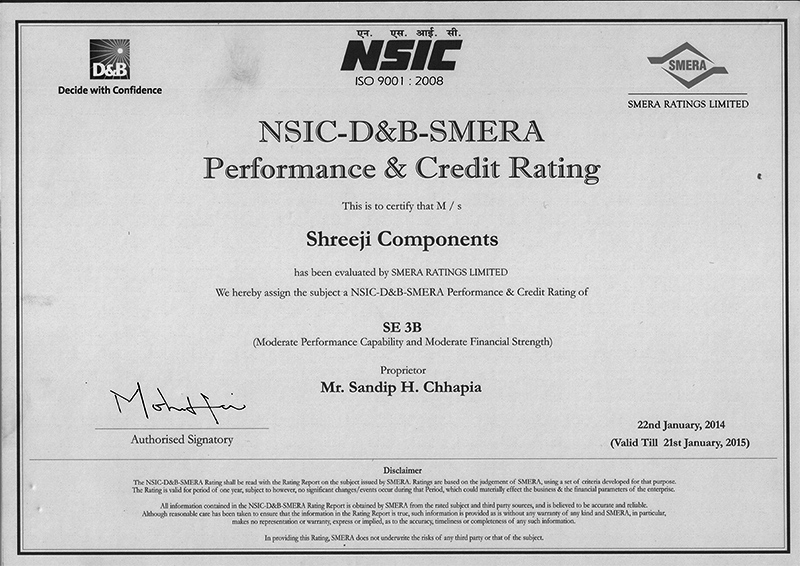 D&B
Decide with Confidence
एन. एस. आई. सी.
NSIC
ISO 9001 : 2008
SMERA
SMERA RATINGS LIMITED
NSIC-D&B-SMERA
Performance & Credit Rating
This is to certify that M / s
Shreeji Components
has been evaluated by SMERA RATINGS LIMITED
We hereby assign the subject a NSIC-D&B-SMERA Performance & Credit Rating of
SE 3B
(Moderate Performance Capability and Moderate Financial Strength)
Proprietor
Mr. Sandip H. Chhapia
Authorised Signatory
22nd January, 2014
(Valid Till 21st January, 2015)
Disclaimer
The NSIC-D&B-SMERA Rating shall be read with the Rating Report on the subject issued by SMERA. Ratings are based on the judgement of SMERA, using a set of criteria developed for that purpose.
The Rating is valid for period of one year, subject to however, no significant changes/events occur during that Period, which could materially effect the business & the financial parameters of the enterprise.
All information contained in the NSIC-D&B-SMERA Rating Report is obtained by SMERA from the rated subject and third party sources, and is believed to be accurate and reliable.
Although reasonable care has been taken to ensure that the information in the Rating Report is true, such information is provided as is without any warranty of any kind and SMERA, in particular,
makes no representation or warranty, express or implied, as to the accuracy, timeliness or completeness of any such information.
In providing this Rating, SMERA does not underwrite the risks of any third party or that of the subject.